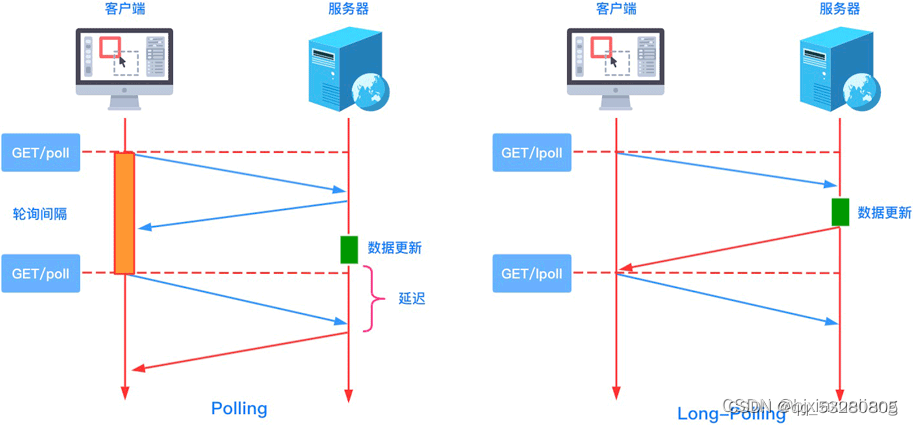 客户端
服务器
GET/poll
轮询间隔
数据更新
GET/poll
延迟
Polling
客户端
服务器
GET/lpoll
数据更新
GET/lpoll
Long-Polling
CSDN